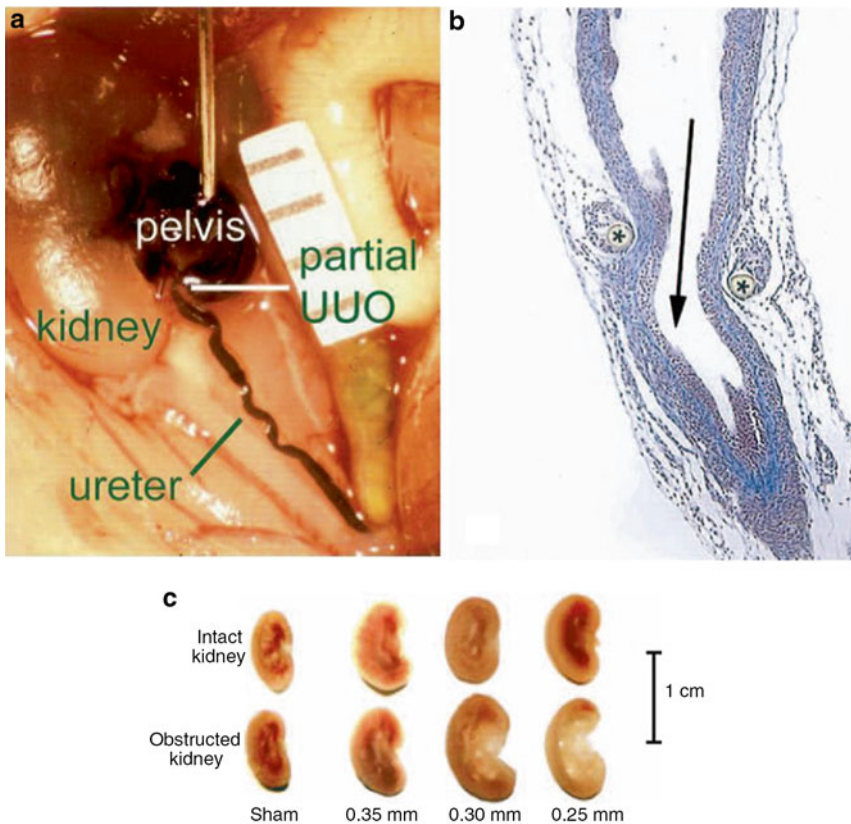 a
pelvis
partial
UUO
kidney
ureter
b
*
*
c
Intact
kidney
Obstructed
kidney
Sham
0.35 mm
0.30 mm
0.25 mm
1 cm